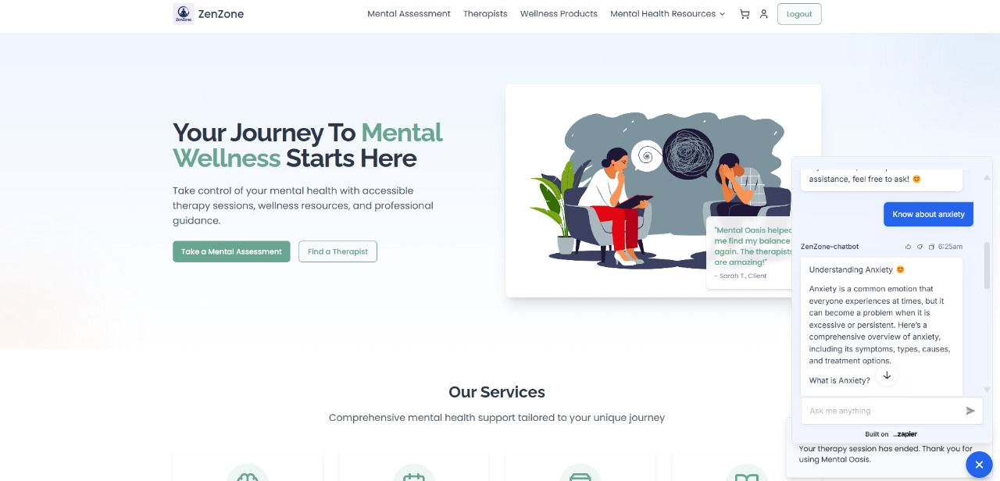 ZenZone
ZenZone
Mental Assessment
Therapists
Wellness Products
Mental Health Resources
Logout
Your Journey To Mental
Wellness Starts Here
Take control of your mental health with accessible
therapy sessions, wellness resources, and professional
guidance.
Take a Mental Assessment
Find a Therapist
"Mental Oasis helped
me find my balance
again. The therapists
are amazing!"
- Sarah T., Client
Our Services
Comprehensive mental health support tailored to your unique journey
assistance, feel free to ask! 😊
Know about anxiety
ZenZone-chatbot
6:25am
Understanding Anxiety 😊
Anxiety is a common emotion that
everyone experiences at times, but it
can become a problem when it is
excessive or persistent. Here's a
comprehensive overview of anxiety,
including its symptoms, types, causes,
and treatment options.
What is Anxiety?
Ask me anything
Built on _zapier
Your therapy session has ended. Thank you for
using Mental Oasis.